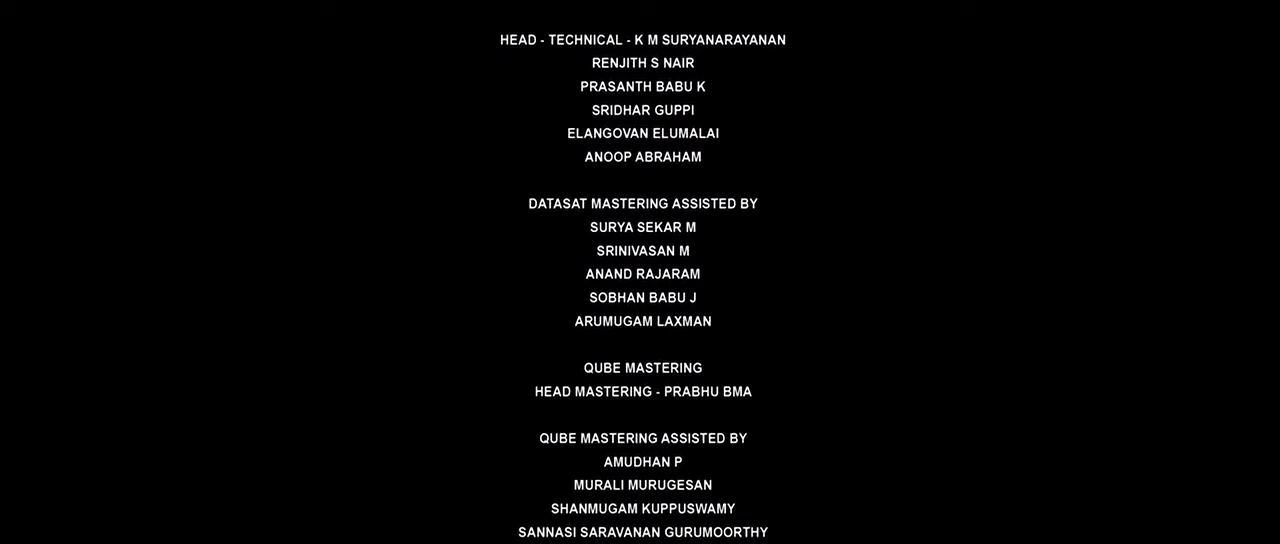 HEAD - TECHNICAL - K M SURYANARAYANAN
RENJITH S NAIR
PRASANTH BABU K
SRIDHAR GUPPI
ELANGOVAN ELUMALAI
ANOOP ABRAHAM
DATASAT MASTERING ASSISTED BY
SURYA SEKAR M
SRINIVASAN M
ANAND RAJARAM
SOBHAN BABU J
ARUMUGAM LAXMAN
QUBE MASTERING
HEAD MASTERING - PRABHU BMA
QUBE MASTERING ASSISTED BY
AMUDHAN P
MURALI MURUGESAN
SHANMUGAM KUPPUSWAMY
SANNASI SARAVANAN GURUMOORTHY